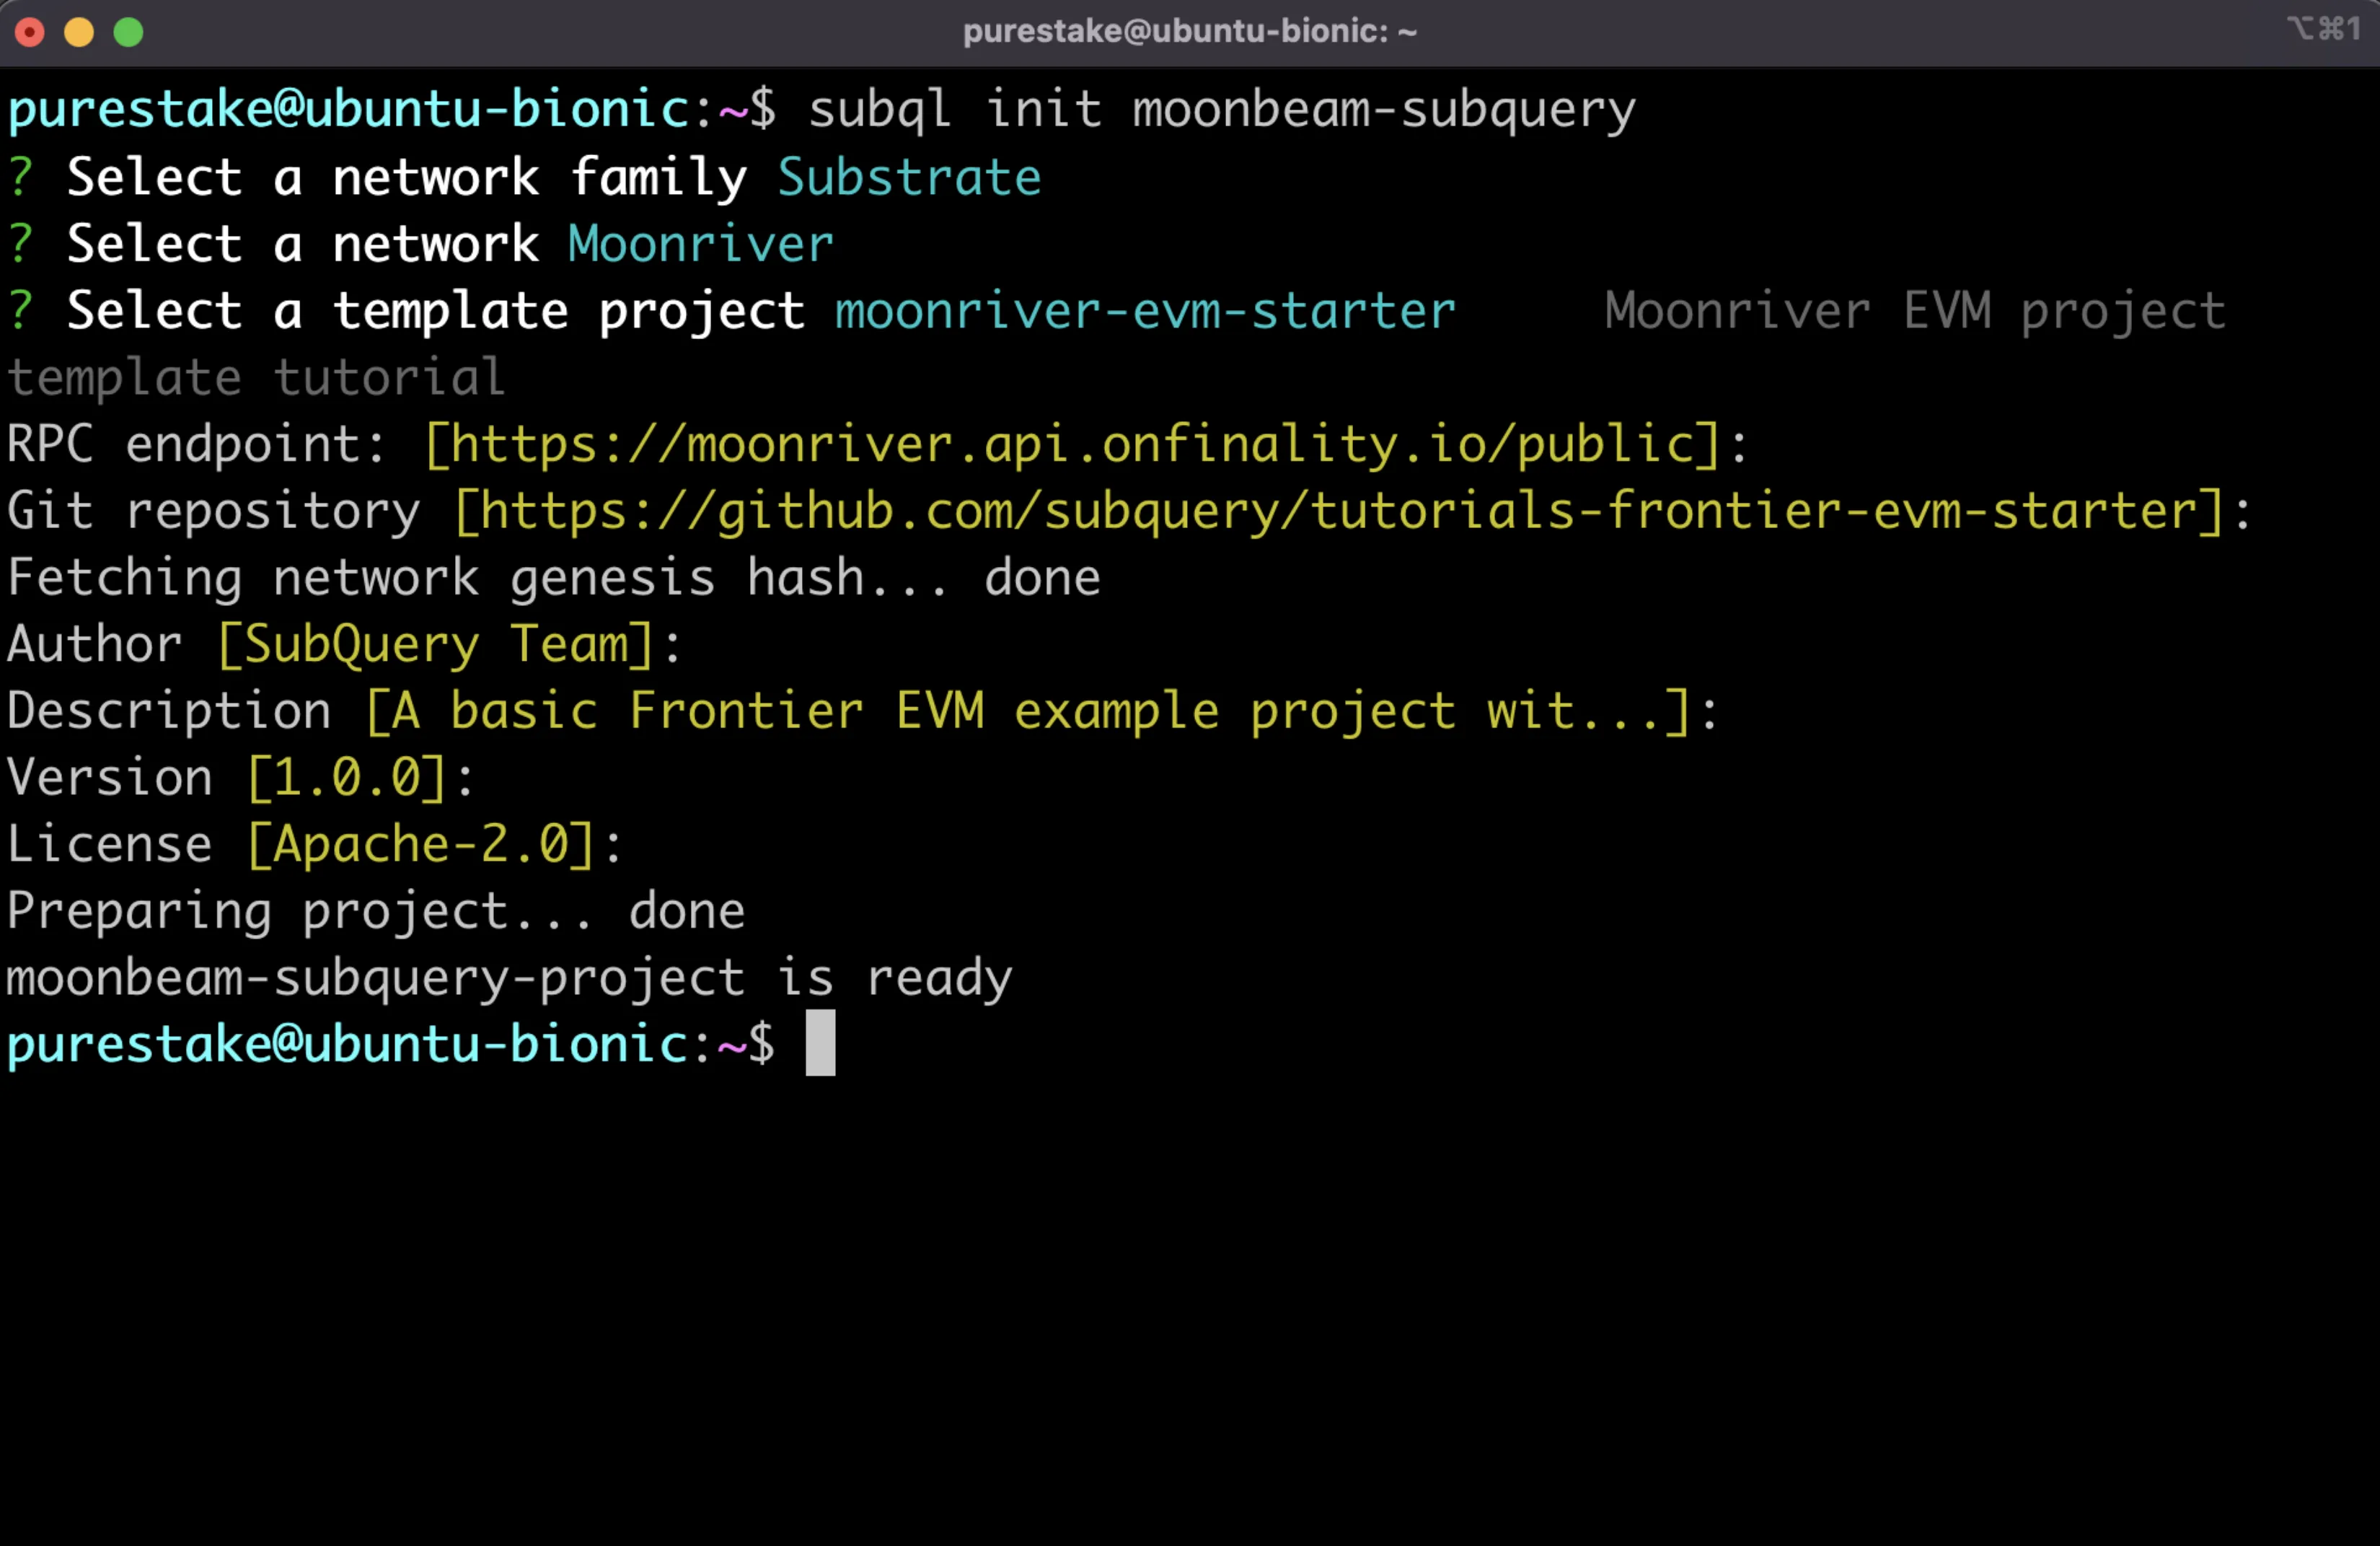 purestake@ubuntu-bionic: ~
⌥⌘1
purestake@ubuntu-bionic:~$ subql init moonbeam-subquery
? Select a network family Substrate
? Select a network Moonriver
? Select a template project moonriver-evm-starter     Moonriver EVM project
template tutorial
RPC endpoint: [https://moonriver.api.onfinality.io/public]:
Git repository [https://github.com/subquery/tutorials-frontier-evm-starter]:
Fetching network genesis hash... done
Author [SubQuery Team]:
Description [A basic Frontier EVM example project wit...]:
Version [1.0.0]:
License [Apache-2.0]:
Preparing project... done
moonbeam-subquery-project is ready
purestake@ubuntu-bionic:~$